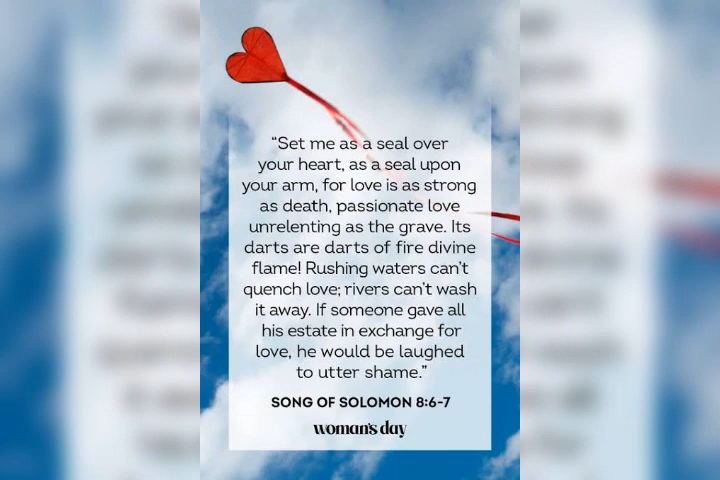 “Set me as a seal over
your heart, as a seal upon
your arm, for love is as strong
as death, passionate love
unrelenting as the grave. Its
darts are darts of fire divine
flame! Rushing waters can’t
quench love; rivers can’t wash
it away. If someone gave all
his estate in exchange for
love, he would be laughed
to utter shame.”
SONG OF SOLOMON 8:6-7
woman’s day